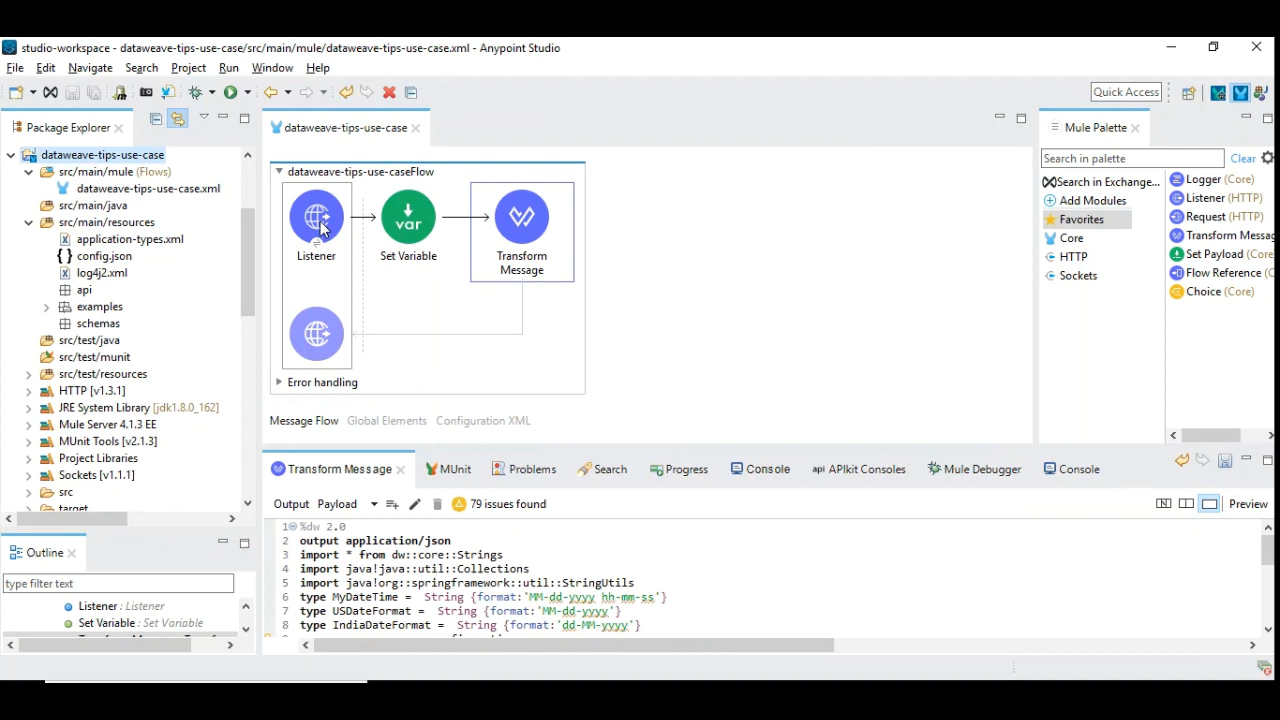 studio-workspace - dataweave-tips-use-case/src/main/mule/dataweave-tips-use-case.xml - Anypoint Studio
File Edit Navigate Search Project Run Window Help
Quick Access
Package Explorer
dataweave-tips-use-case
src/main/mule (Flows)
dataweave-tips-use-case.xml
src/main/java
src/main/resources
application-types.xml
config.json
log4j2.xml
api
examples
schemas
src/test/java
src/test/munit
src/test/resources
HTTP [v1.3.1]
JRE System Library [jdk1.8.0_162]
Mule Server 4.1.3 EE
MUnit Tools [v2.1.3]
Project Libraries
Sockets [v1.1.1]
src
target
Outline
type filter text
Listener : Listener
Set Variable : Set Variable
dataweave-tips-use-case
dataweave-tips-use-caseFlow
Listener
var
Set Variable
Transform Message
Error handling
Message Flow Global Elements Configuration XML
Mule Palette
Search in palette
Clear
Search in Exchange...
Add Modules
Favorites
Core
HTTP
Sockets
Logger (Core)
Listener (HTTP)
Request (HTTP)
Transform Messag
Set Payload (Core
Flow Reference (C
Choice (Core)
Transform Message MUnit Problems Search Progress Console api APIkit Consoles Mule Debugger Console
Output Payload 79 issues found Preview
1 %dw 2.0
2 output application/json
3 import * from dw::core::Strings
4 import java!java::util::Collections
5 import java!org::springframework::util::StringUtils
6 type MyDateTime = String {format:'MM-dd-yyyy hh-mm-ss'}
7 type USDateFormat = String {format:'MM-dd-yyyy'}
8 type IndiaDateFormat = String {format:'dd-MM-yyyy'}